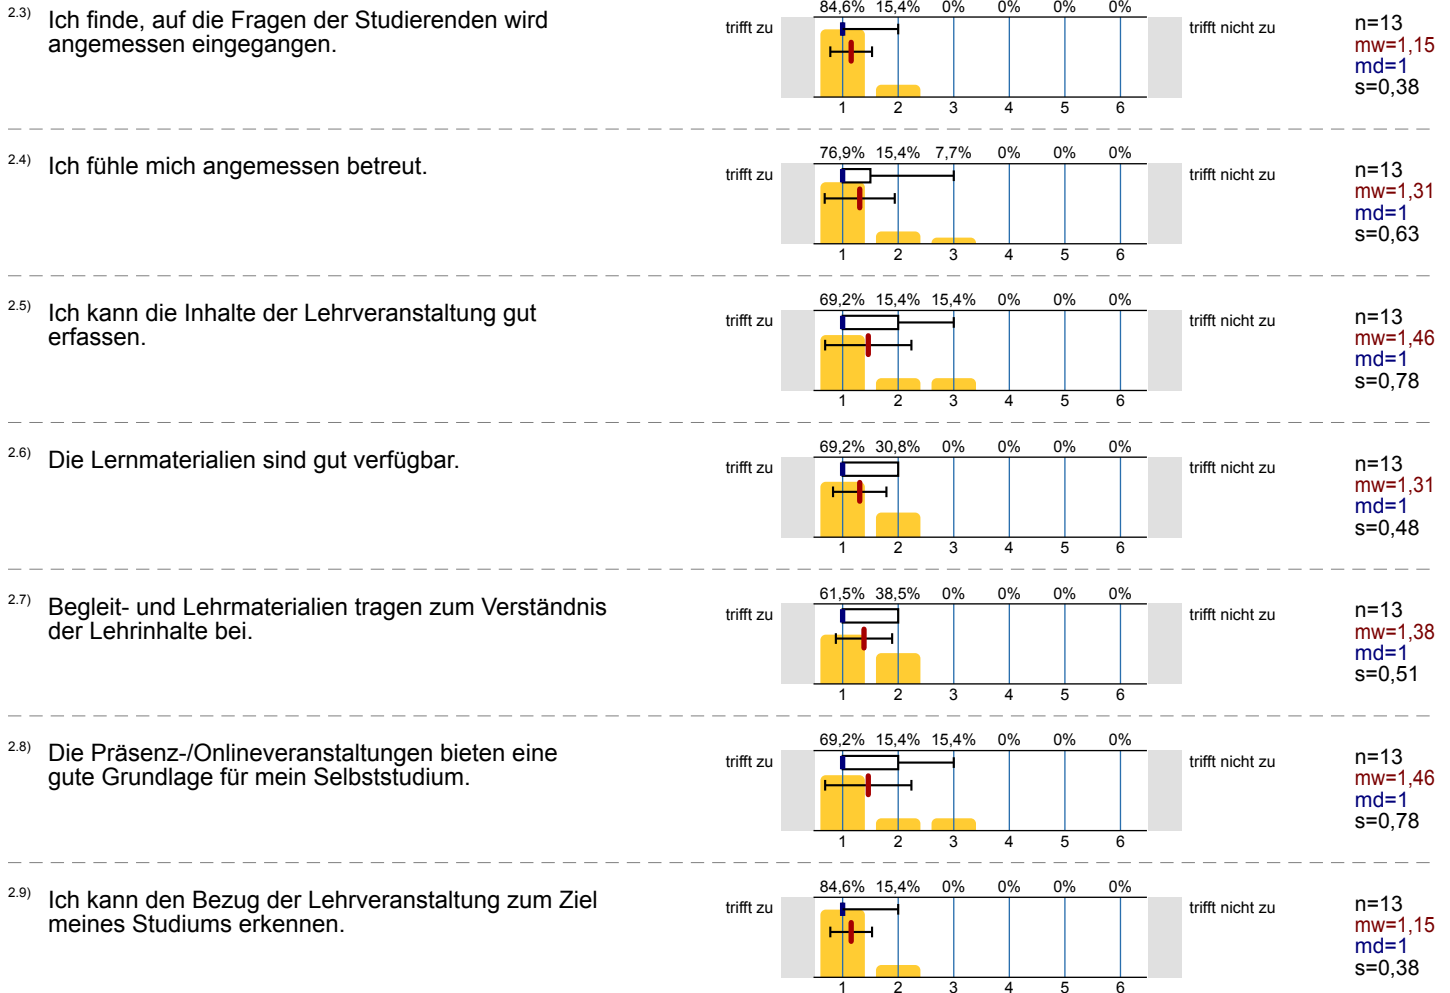 2.3) Ich finde, auf die Fragen der Studierenden wird
angemessen eingegangen.
trifft zu
84,6% 15,4% 0% 0% 0% 0%
1 2 3 4 5 6
trifft nicht zu
n=13
mw=1,15
md=1
s=0,38
2.4) Ich fühle mich angemessen betreut.
trifft zu
76,9% 15,4% 7,7% 0% 0% 0%
1 2 3 4 5 6
trifft nicht zu
n=13
mw=1,31
md=1
s=0,63
2.5) Ich kann die Inhalte der Lehrveranstaltung gut
erfassen.
trifft zu
69,2% 15,4% 15,4% 0% 0% 0%
1 2 3 4 5 6
trifft nicht zu
n=13
mw=1,46
md=1
s=0,78
2.6) Die Lernmaterialien sind gut verfügbar.
trifft zu
69,2% 30,8% 0% 0% 0% 0%
1 2 3 4 5 6
trifft nicht zu
n=13
mw=1,31
md=1
s=0,48
2.7) Begleit- und Lehrmaterialien tragen zum Verständnis
der Lehrinhalte bei.
trifft zu
61,5% 38,5% 0% 0% 0% 0%
1 2 3 4 5 6
trifft nicht zu
n=13
mw=1,38
md=1
s=0,51
2.8) Die Präsenz-/Onlineveranstaltungen bieten eine
gute Grundlage für mein Selbststudium.
trifft zu
69,2% 15,4% 15,4% 0% 0% 0%
1 2 3 4 5 6
trifft nicht zu
n=13
mw=1,46
md=1
s=0,78
2.9) Ich kann den Bezug der Lehrveranstaltung zum Ziel
meines Studiums erkennen.
trifft zu
84,6% 15,4% 0% 0% 0% 0%
1 2 3 4 5 6
trifft nicht zu
n=13
mw=1,15
md=1
s=0,38